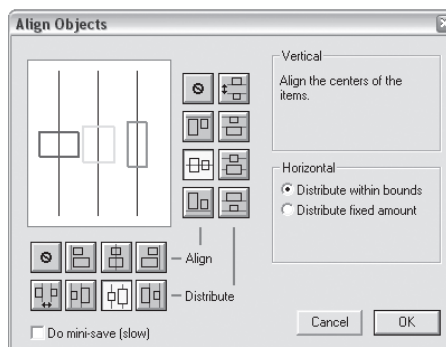 Align Objects
Vertical
Align the centers of the
items.
Horizontal
Distribute within bounds
Distribute fixed amount
Align
Distribute
Do mini-save (slow)
Cancel
OK